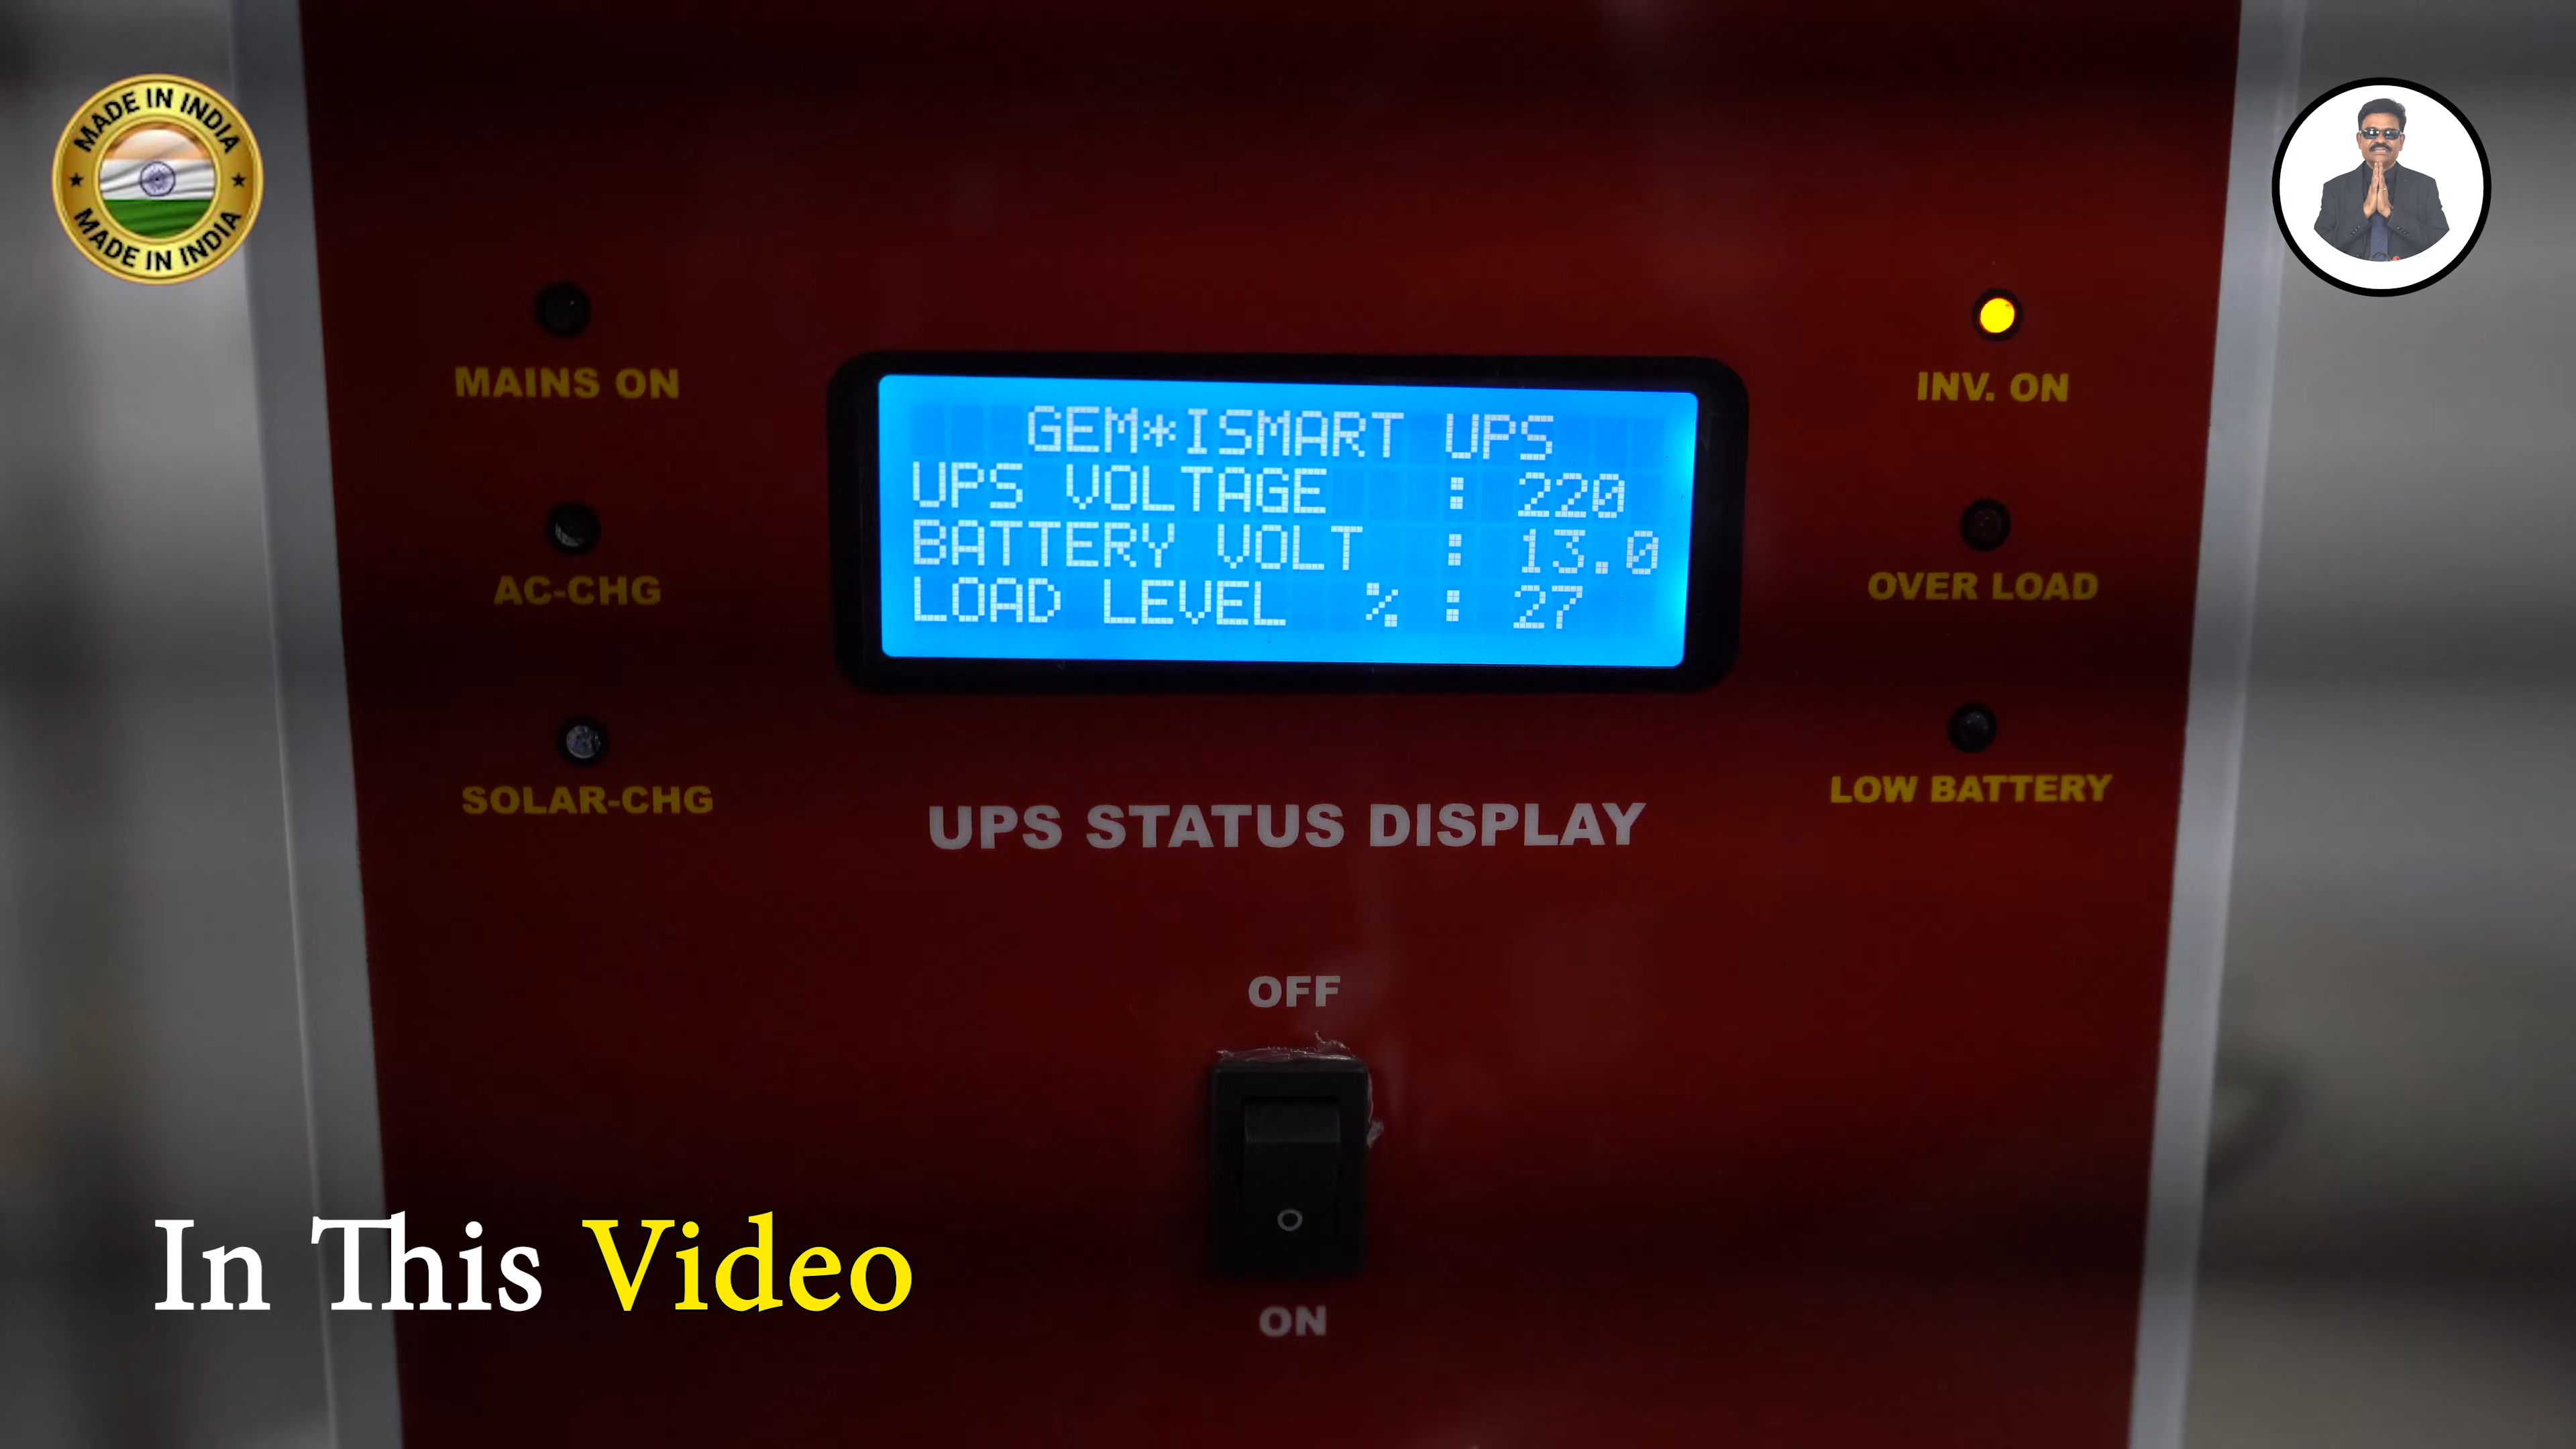 MADE IN INDIA
MADE IN INDIA
MAINS ON
AC-CHG
SOLAR-CHG
GEM*ISMART UPS
UPS VOLTAGE : 220
BATTERY VOLT : 13.0
LOAD LEVEL % : 27
UPS STATUS DISPLAY
INV. ON
OVER LOAD
LOW BATTERY
OFF
O
ON
In This Video